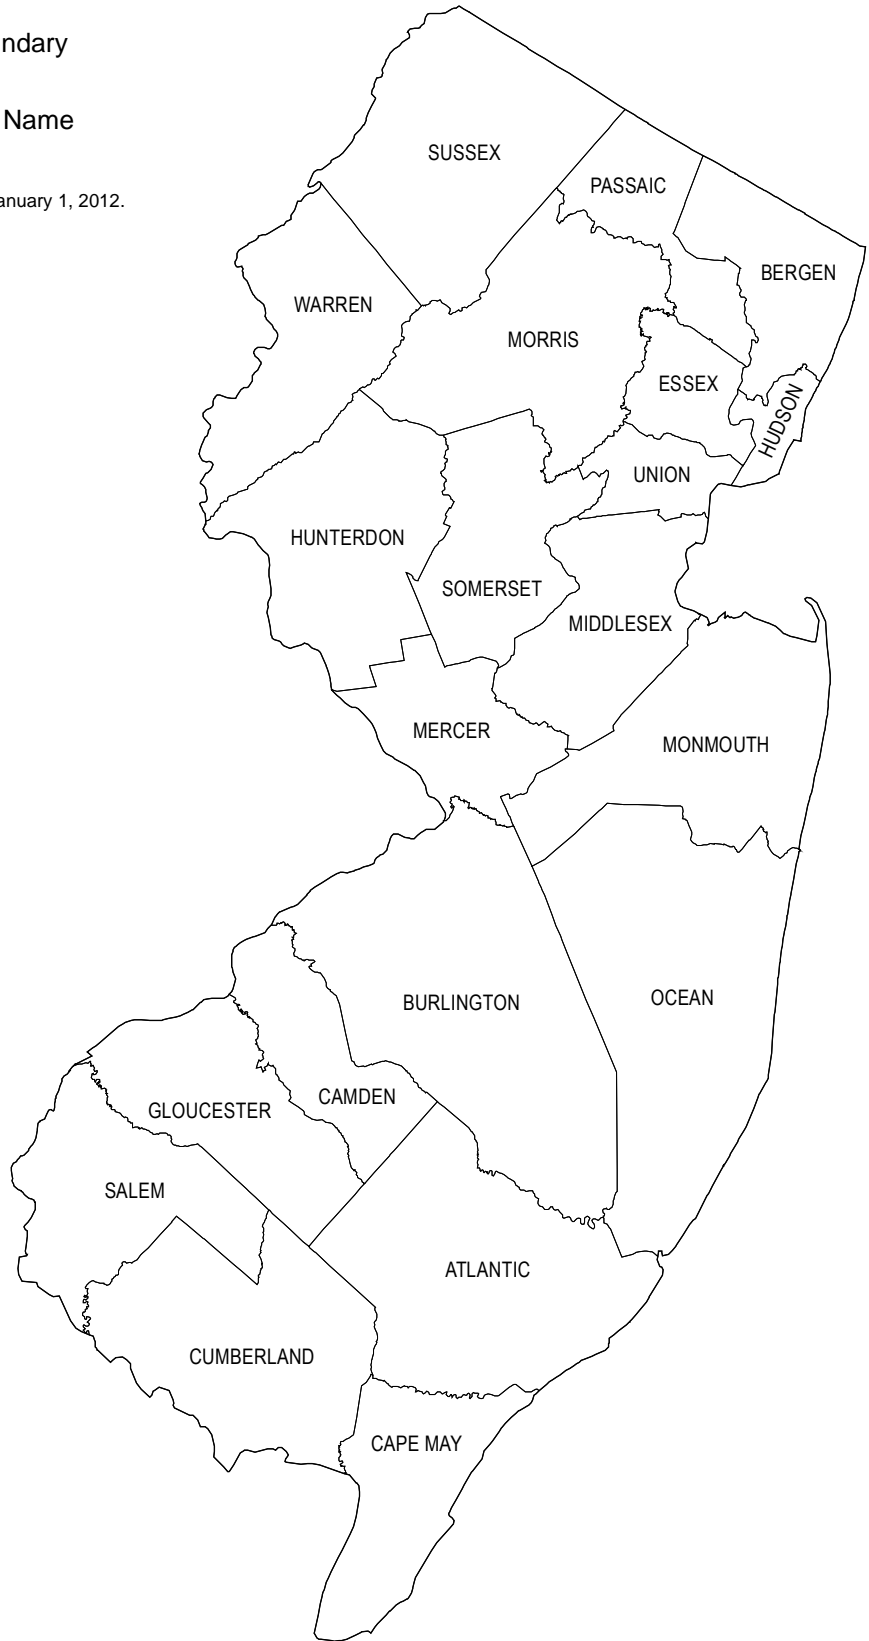 ndary
Name
anuary 1, 2012.
SUSSEX
PASSAIC
BERGEN
WARREN
MORRIS
ESSEX
HUDSON
UNION
HUNTERDON
SOMERSET
MIDDLESEX
MERCER
MONMOUTH
OCEAN
BURLINGTON
CAMDEN
GLOUCESTER
SALEM
ATLANTIC
CUMBERLAND
CAPE MAY